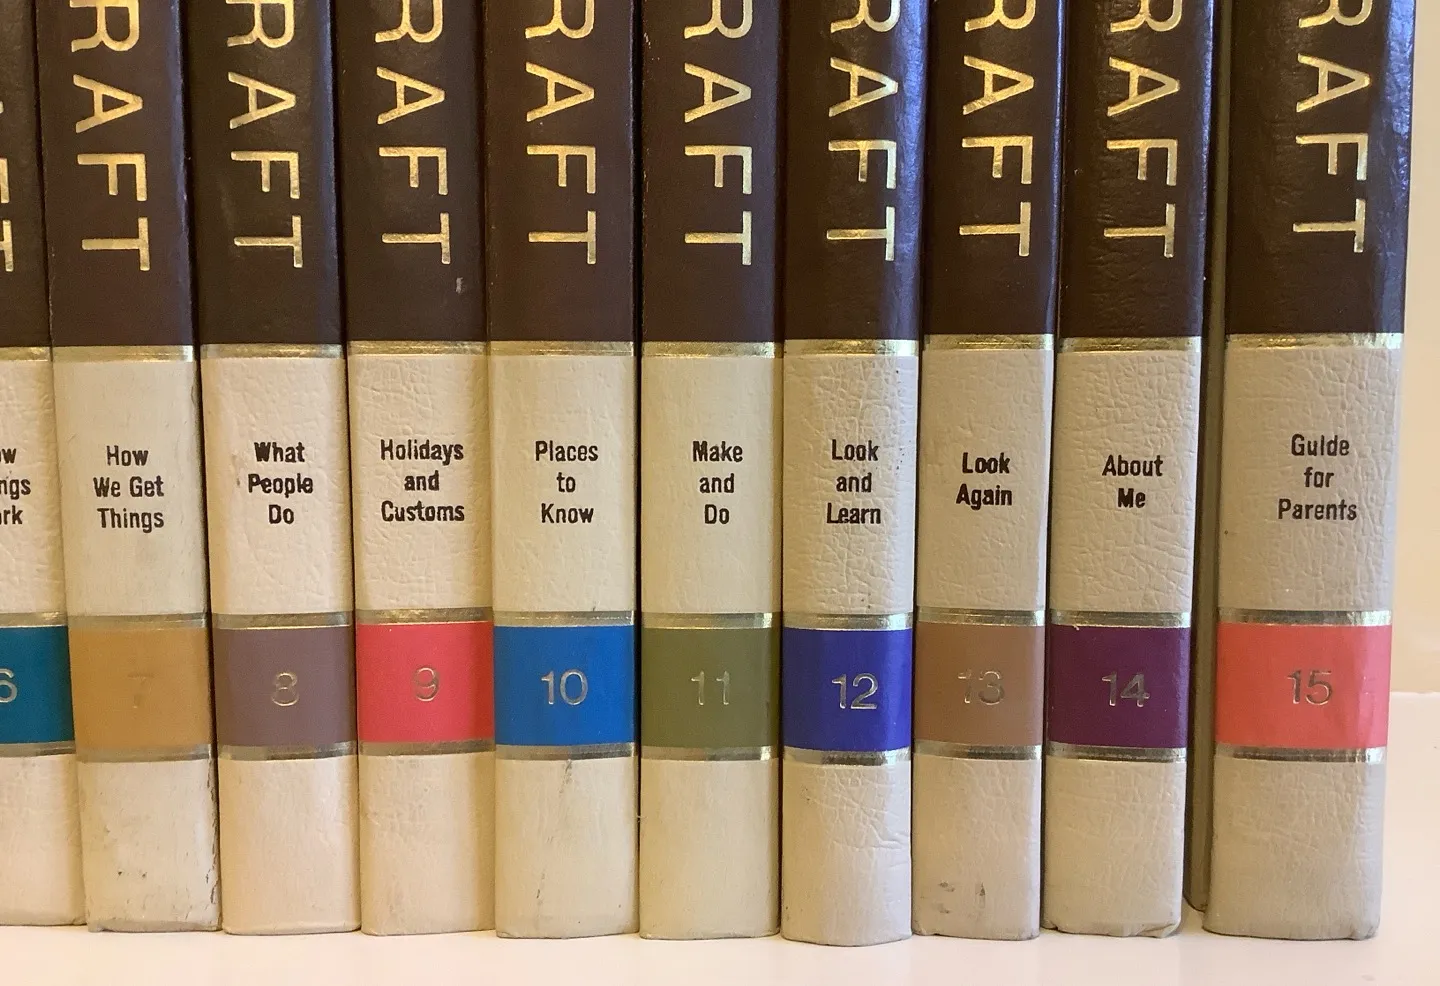 RAFT
How
We Get
Things
7
RAFT
What
People
Do
8
RAFT
Holidays
and
Customs
9
RAFT
Places
to
Know
10
RAFT
Make
and
Do
11
RAFT
Look
and
Learn
12
RAFT
Look
Again
13
RAFT
About
Me
14
RAFT
Guide
for
Parents
15
6